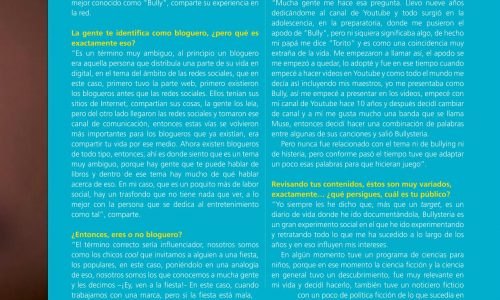 mejor conocido como "Bully", comparte su experiencia en
la red.
La gente te identifica como bloguero, ¿pero qué es
exactamente eso?
"Es un término muy ambiguo, al principio un bloguero
era aquella persona que distribuía una parte de su vida en
digital, en el tema del ámbito de las redes sociales, que en
este caso, primero tuvo la parte web, primero existieron
los blogueros antes que las redes sociales. Ellos tenían sus
sitios de Internet, compartían sus cosas, la gente los leía,
pero del otro lado llegaron las redes sociales y tomaron ese
canal de comunicación, entonces estas vías se volvieron
más importantes para los blogueros que ya existían, era
compartir tu vida por ese medio. Ahora existen blogueros
de todo tipo, entonces, ahí es donde siento que es un tema
muy ambiguo, porque hay gente que te puede hablar de
libros y dentro de ese tema hay mucho de qué hablar
acerca de eso. En mi caso, que es un poquito más de labor
social, hay un trasfondo que no tiene nada que ver, a lo
mejor con la persona que se dedica al entretenimiento
como tal", comparte.
¿Entonces, eres o no bloguero?
"El término correcto sería influenciador, nosotros somos
como los chicos cool que invitamos a alguien a una fiesta,
los populares, en este caso, poniéndolo en una analogía
de eso, nosotros somos los que conocemos a mucha gente
y les decimos –¡Ey, ven a la fiesta!– En este caso, cuando
trabajamos con una marca, pero si la fiesta está mala,
"Mucha gente me hace esa pregunta. Llevo nueve años
dedicándome al canal de Youtube y todo surgió en la
adolescencia, en la preparatoria, donde me pusieron el
apodo de "Bully", pero ni siquiera significaba algo, de hecho
mi papá me dice "Torito" y es como una coincidencia muy
extraña de la vida. Me empezaron a llamar así, el apodo se
me empezó a quedar, lo adopté y fue en ese tiempo cuando
empecé a hacer videos en Youtube y como todo el mundo me
decía así incluyendo mis maestros, yo me presentaba como
Bully, así me empecé a presentar en los videos, empecé con
mi canal de Youtube hace 10 años y después decidí cambiar
de canal y a mí me gusta mucho una banda que se llama
Muse, entonces decidí hacer una combinación de palabras
entre algunas de sus canciones y salió Bullysteria.
Pero nunca fue relacionado con el tema ni de bullying ni
de histeria, pero conforme pasó el tiempo tuve que adaptar
un poco esas palabras para que hicieran juego".
Revisando tus contenidos, éstos son muy variados,
exactamente... ¿qué persigues, cuál es tu público?
"Yo siempre les he dicho que, más que un target, es un
diario de vida donde he ido documentándola, Bullysteria es
un gran experimento social en el que he ido experimentando
y retratando todo lo que me ha sucedido a lo largo de los
años y en eso influyen mis intereses.
En algún momento tuve un programa de ciencias para
niños, porque en ese momento la ciencia ficción y la ciencia
en general tuvo un descubrimiento, fue muy relevante en
mi vida y decidí hacerlo, también tuve un noticiero ficticio
con un poco de política ficción de lo que sucedía en